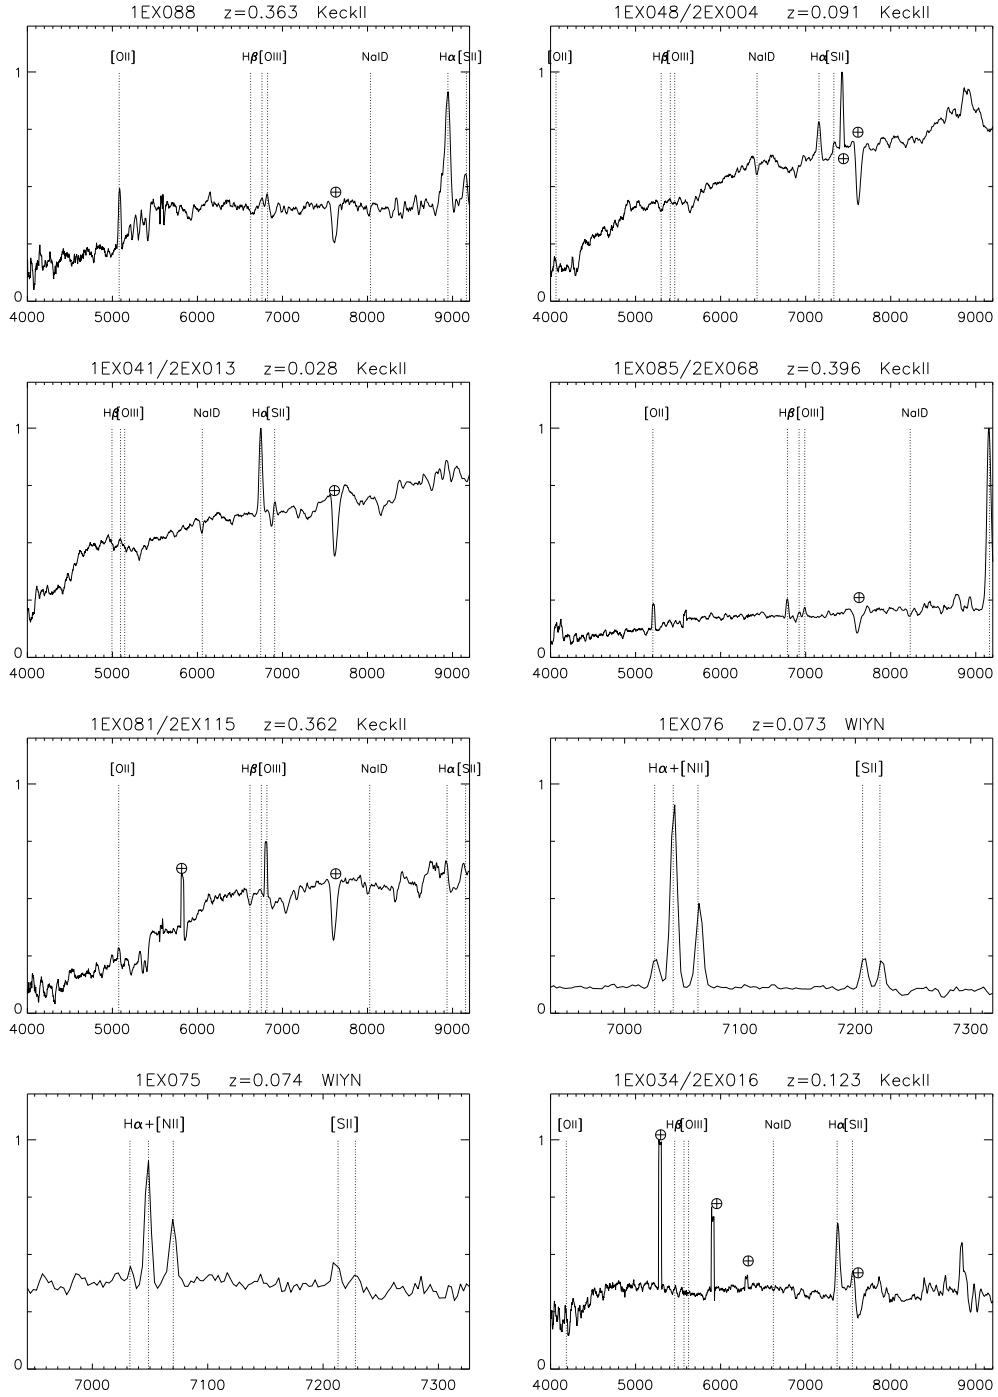 1EX088 z=0.363 KeckII
[OII] Hβ [OIII] NaID Hα [SII]
1
0
4000 5000 6000 7000 8000 9000
1EX048/2EX004 z=0.091 KeckII
[OII] Hβ [OIII] NaID Hα [SII]
1
0
4000 5000 6000 7000 8000 9000
1EX041/2EX013 z=0.028 KeckII
Hβ [OIII] NaID Hα [SII]
1
0
4000 5000 6000 7000 8000 9000
1EX085/2EX068 z=0.396 KeckII
[OII] Hβ [OIII] NaID
1
0
4000 5000 6000 7000 8000 9000
1EX081/2EX115 z=0.362 KeckII
[OII] Hβ [OIII] NaID Hα [SII]
1
0
4000 5000 6000 7000 8000 9000
1EX076 z=0.073 WIYN
Hα+[NII] [SII]
1
0
7000 7100 7200 7300
1EX075 z=0.074 WIYN
Hα+[NII] [SII]
1
0
7000 7100 7200 7300
1EX034/2EX016 z=0.123 KeckII
[OII] Hβ [OIII] NaID Hα [SII]
1
0
4000 5000 6000 7000 8000 9000